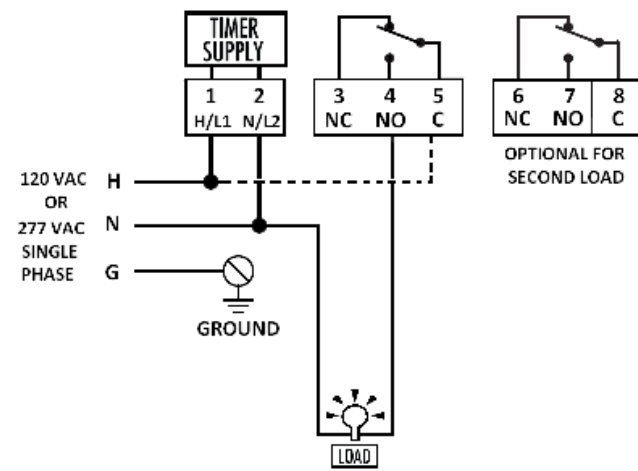 TIMER
SUPPLY
1 2
H/L1 N/L2
3 4 5
NC NO C
6 7 8
NC NO C
OPTIONAL FOR
SECOND LOAD
120 VAC
OR
277 VAC
SINGLE
PHASE
H
N
G
GROUND
LOAD